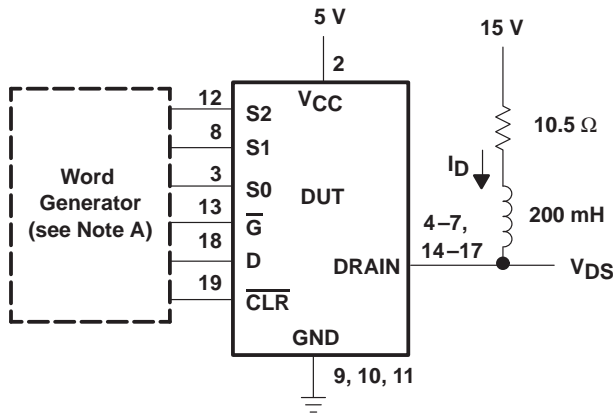 5 V
15 V
2
VCC
12
S2
8
S1
3
S0
13
G
18
D
19
CLR
Word
Generator
(see Note A)
DUT
DRAIN
GND
9, 10, 11
4–7,
14–17
10.5 Ω
ID
200 mH
VDS